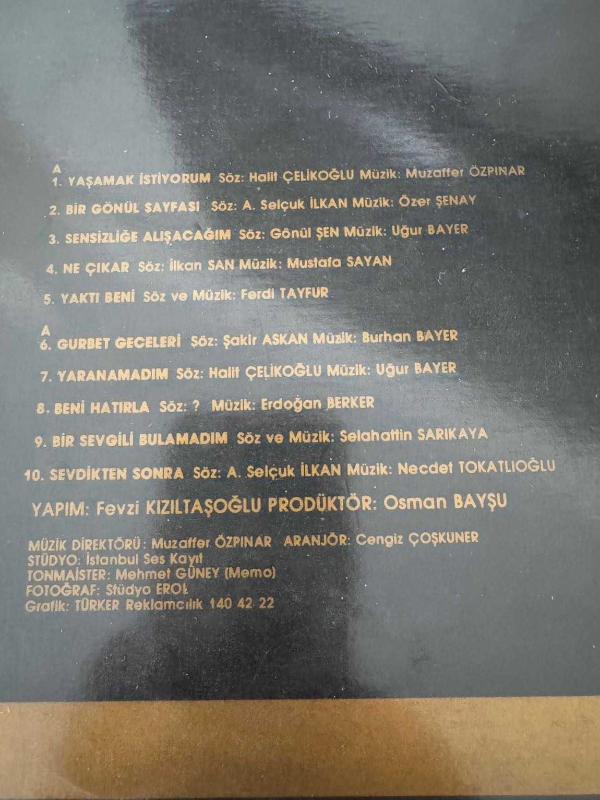 A
1. YAŞAMAK İSTİYORUM Söz: Halit ÇELİKOĞLU Müzik: Muzaffer ÖZPINAR
2. BİR GÖNÜL SAYFASI Söz: A. Selçuk İLKAN Müzik: Özer ŞENAY
3. SENSİZLİĞE ALIŞACAĞIM Söz: Gönül ŞEN Müzik: Uğur BAYER
4. NE ÇIKAR Söz: İlkan SAN Müzik: Mustafa SAYAN
5. YAKTI BENİ Söz ve Müzik: Ferdi TAYFUR
A
6. GURBET GECELERİ Söz: Şakir ASKAN Müzik: Burhan BAYER
7. YARANAMADIM Söz: Halit ÇELİKOĞLU Müzik: Uğur BAYER
8. BENİ HATIRLA Söz: ? Müzik: Erdoğan BERKER
9. BİR SEVGİLİ BULAMADIM Söz ve Müzik: Selahattin SARIKAYA
10. SEVDİKTEN SONRA Söz: A. Selçuk İLKAN Müzik: Necdet TOKATLIOĞLU
YAPIM: Fevzi KIZILTAŞOĞLU PRODÜKTÖR: Osman BAYŞU
MÜZİK DİREKTÖRÜ: Muzaffer ÖZPINAR ARANJÖR: Cengiz ÇOŞKUNER
STÜDYO: İstanbul Ses Kayıt
TONMAİSTER: Mehmet GÜNEY (Memo)
FOTOĞRAF: Stüdyo EROL
Grafik: TÜRKER Reklamcılık 140 42 22